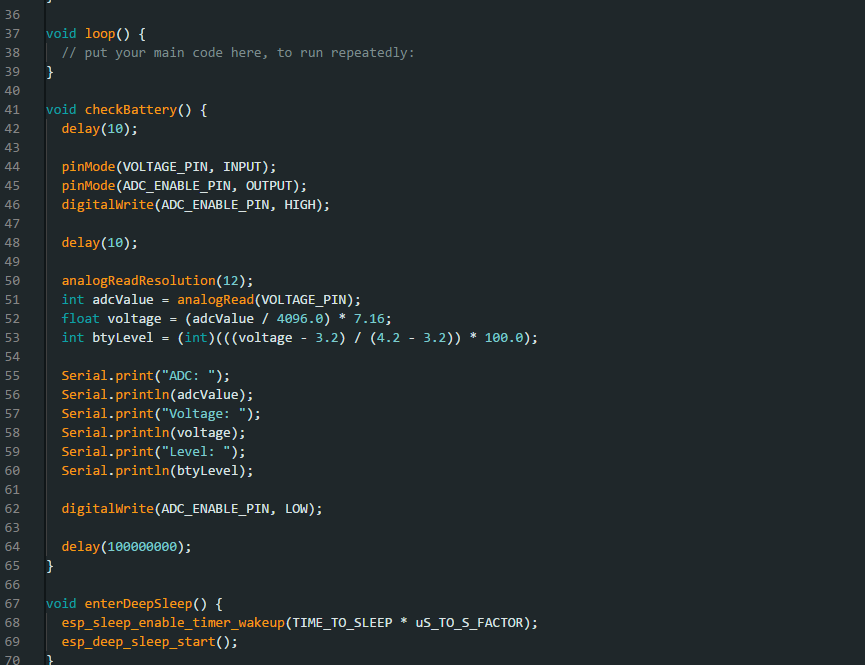 36
37 void loop() {
38 // put your main code here, to run repeatedly:
39 }
40
41 void checkBattery() {
42 delay(10);
43
44 pinMode(VOLTAGE_PIN, INPUT);
45 pinMode(ADC_ENABLE_PIN, OUTPUT);
46 digitalWrite(ADC_ENABLE_PIN, HIGH);
47
48 delay(10);
49
50 analogReadResolution(12);
51 int adcValue = analogRead(VOLTAGE_PIN);
52 float voltage = (adcValue / 4096.0) * 7.16;
53 int btyLevel = (int)(((voltage - 3.2) / (4.2 - 3.2)) * 100.0);
54
55 Serial.print("ADC: ");
56 Serial.println(adcValue);
57 Serial.print("Voltage: ");
58 Serial.println(voltage);
59 Serial.print("Level: ");
60 Serial.println(btyLevel);
61
62 digitalWrite(ADC_ENABLE_PIN, LOW);
63
64 delay(100000000);
65 }
66
67 void enterDeepSleep() {
68 esp_sleep_enable_timer_wakeup(TIME_TO_SLEEP * uS_TO_S_FACTOR);
69 esp_deep_sleep_start();
70 }